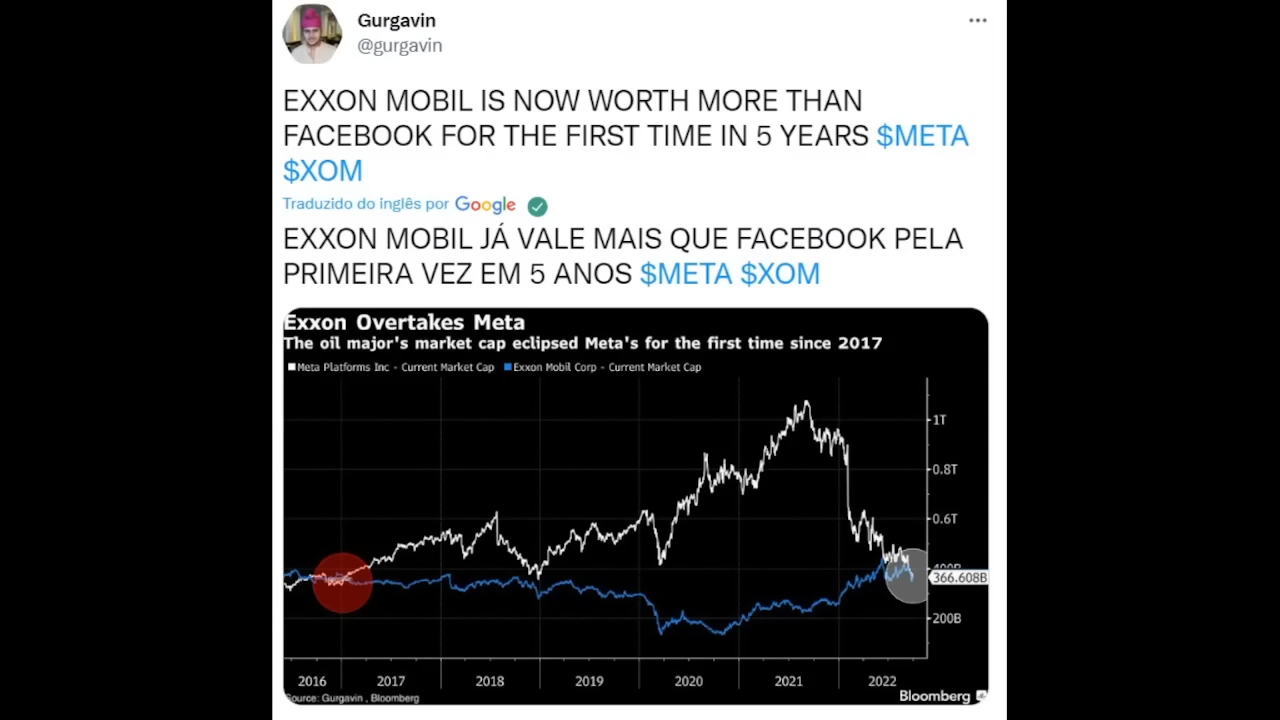 Gurgavin
@gurgavin
EXXON MOBIL IS NOW WORTH MORE THAN
FACEBOOK FOR THE FIRST TIME IN 5 YEARS $META
$XOM
Traduzido do inglês por Google
EXXON MOBIL JÁ VALE MAIS QUE FACEBOOK PELA
PRIMEIRA VEZ EM 5 ANOS $META $XOM
Exxon Overtakes Meta
The oil major's market cap eclipsed Meta's for the first time since 2017
Meta Platforms Inc - Current Market Cap Exxon Mobil Corp - Current Market Cap
1T
0.8T
0.6T
400B
366.608B
200B
2016 2017 2018 2019 2020 2021 2022
Source: Gurgavin , Bloomberg
Bloomberg